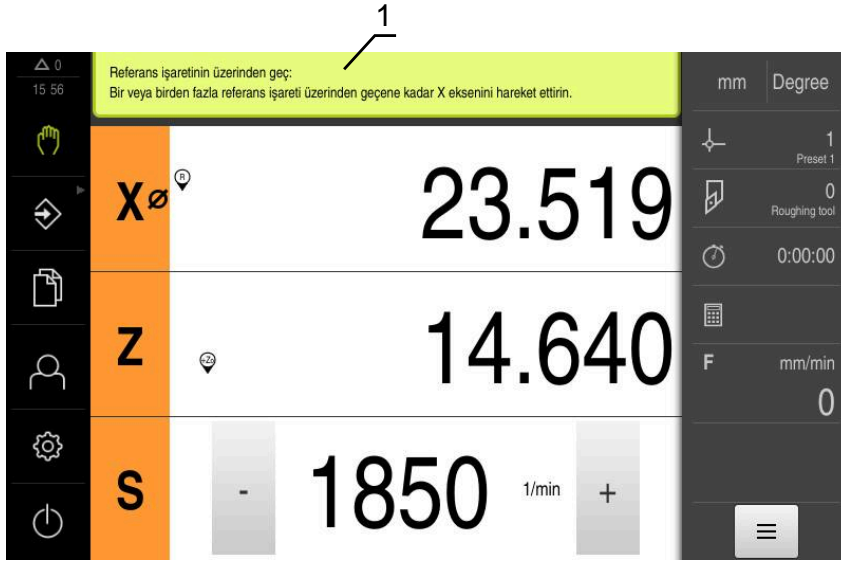 1
0
15 56
Referans işaretinin üzerinden geç:
Bir veya birden fazla referans işareti üzerinden geçene kadar X eksenini hareket ettirin.
mm
Degree
X⌀
R
23.519
1
Preset 1
0
Roughing tool
0:00:00
Z
14.640
F
mm/min
0
S
-
1850
1/min
+